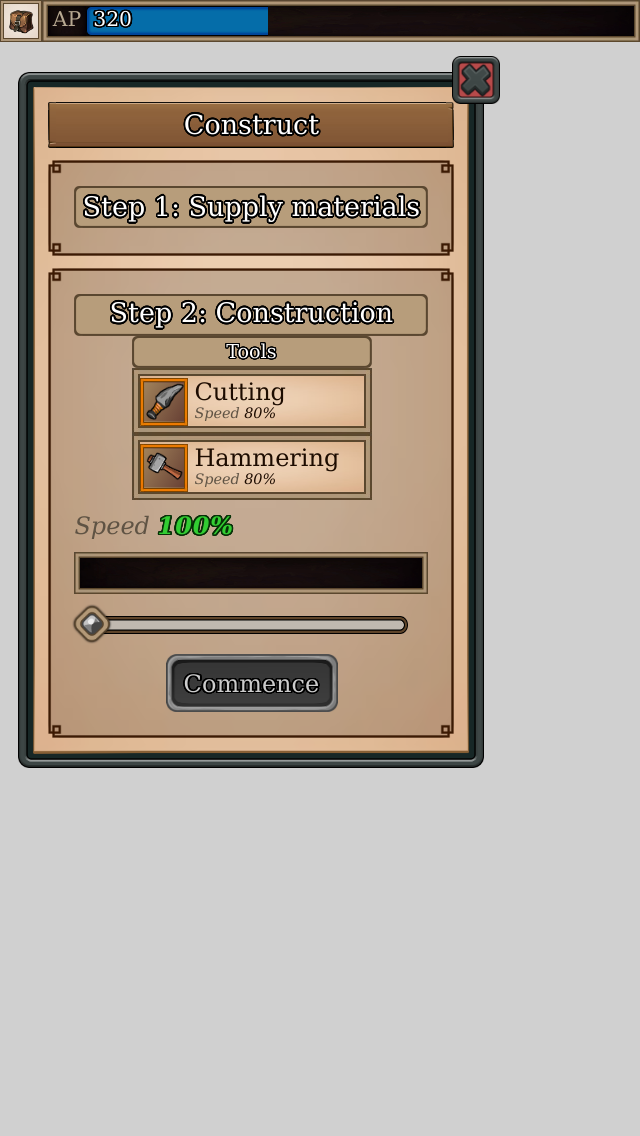 AP 320
Construct
Step 1: Supply materials
Step 2: Construction
Tools
Cutting
Speed 80%
Hammering
Speed 80%
Speed 100%
Commence